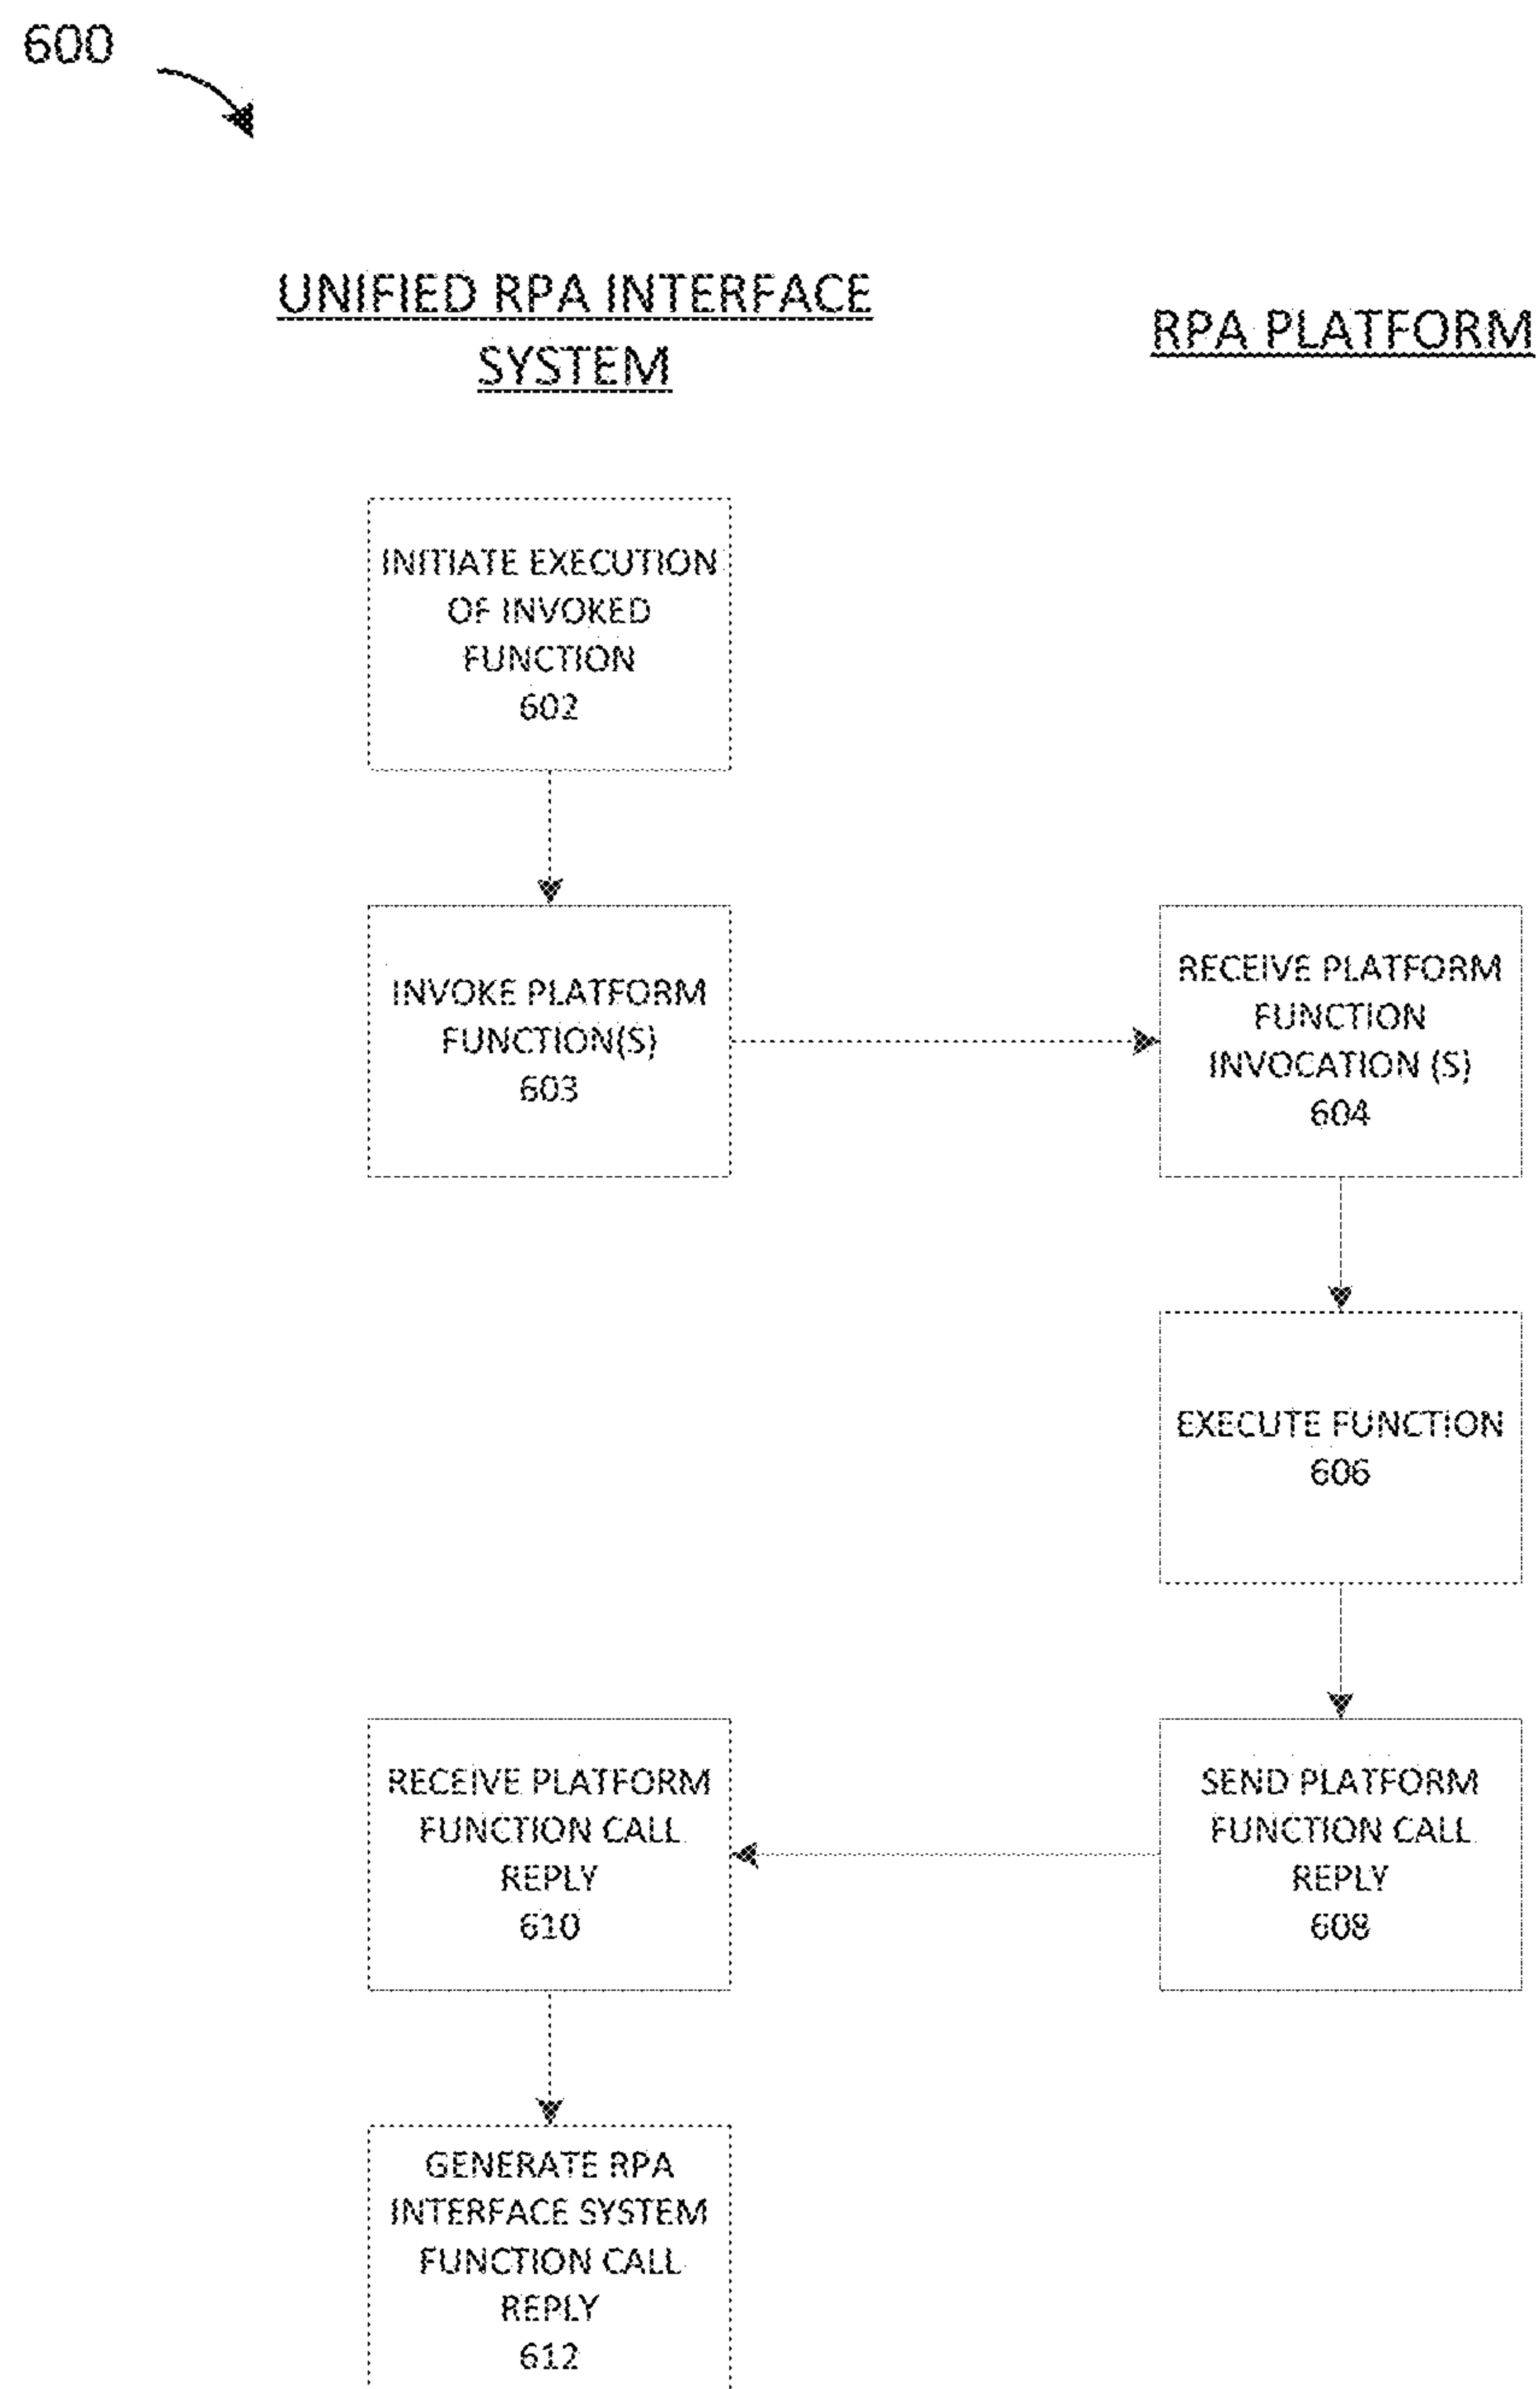 600
UNIFIED RPA INTERFACE
SYSTEM
RPA PLATFORM
INITIATE EXECUTION
OF INVOKED
FUNCTION
602
INVOKE PLATFORM
FUNCTION(S)
603
RECEIVE PLATFORM
FUNCTION
INVOCATION (S)
604
EXECUTE FUNCTION
606
SEND PLATFORM
FUNCTION CALL
REPLY
608
RECEIVE PLATFORM
FUNCTION CALL
REPLY
610
GENERATE RPA
INTERFACE SYSTEM
FUNCTION CALL
REPLY
612